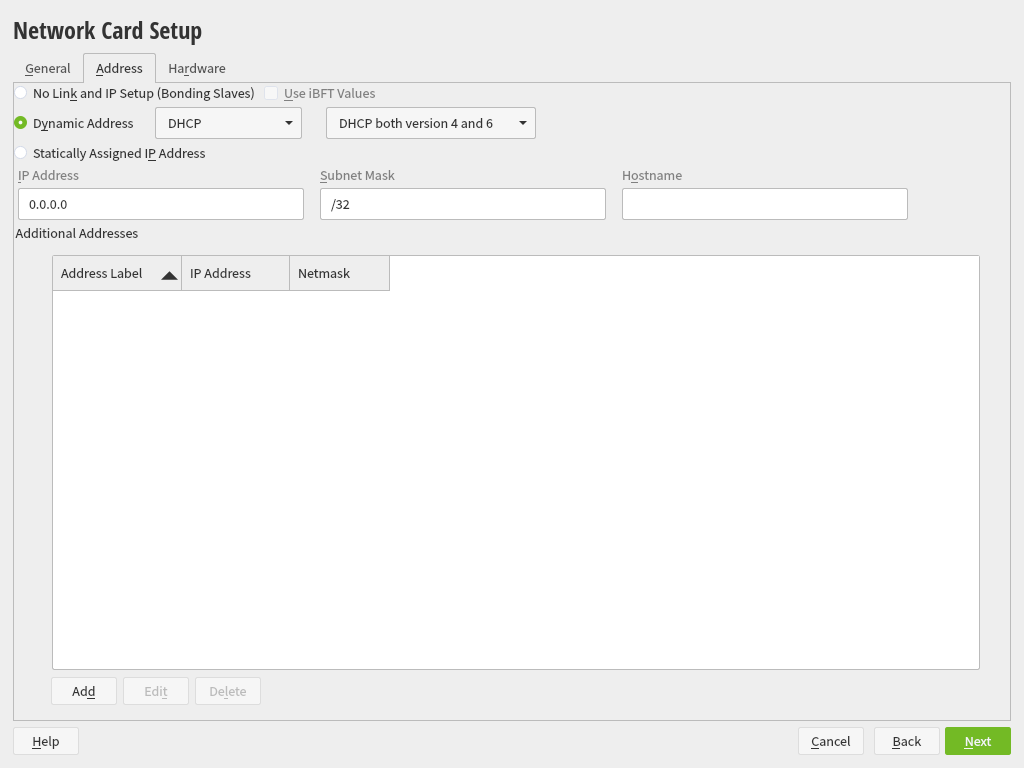 Network Card Setup
General Address Hardware
No Link and IP Setup (Bonding Slaves) Use iBFT Values
Dynamic Address DHCP DHCP both version 4 and 6
Statically Assigned IP Address
IP Address Subnet Mask Hostname
0.0.0.0 /32
Additional Addresses
Address Label IP Address Netmask
Add Edit Delete
Help Cancel Back Next